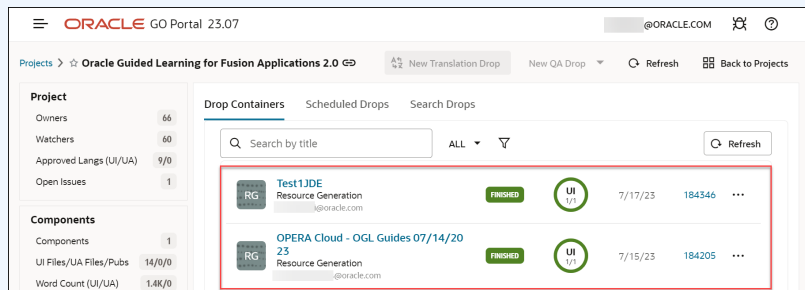 ORACLE GO Portal 23.07
@ORACLE.COM
Projects > Oracle Guided Learning for Fusion Applications 2.0
New Translation Drop
New QA Drop
Refresh
Back to Projects
Project
Owners 66
Watchers 60
Approved Langs (UI/UA) 9/0
Open Issues 1
Components
Components 1
UI Files/UA Files/Pubs 14/0/0
Word Count (UI/UA) 1.4K/0
Drop Containers Scheduled Drops Search Drops
Search by title ALL Refresh
RG
Test1JDE
Resource Generation
@oracle.com
FINISHED
UI
1/1
7/17/23
184346
RG
OPERA Cloud - OGL Guides 07/14/20
23
Resource Generation
@oracle.com
FINISHED
UI
1/1
7/15/23
184205